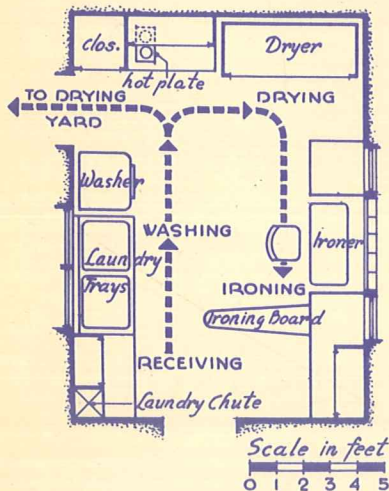 clos.
Dryer
hot plate
TO DRYING
YARD
DRYING
Washer
WASHING
Laundry
Trays
Ironer
IRONING
Ironing Board
RECEIVING
Laundry Chute
Scale in feet
0 1 2 3 4 5